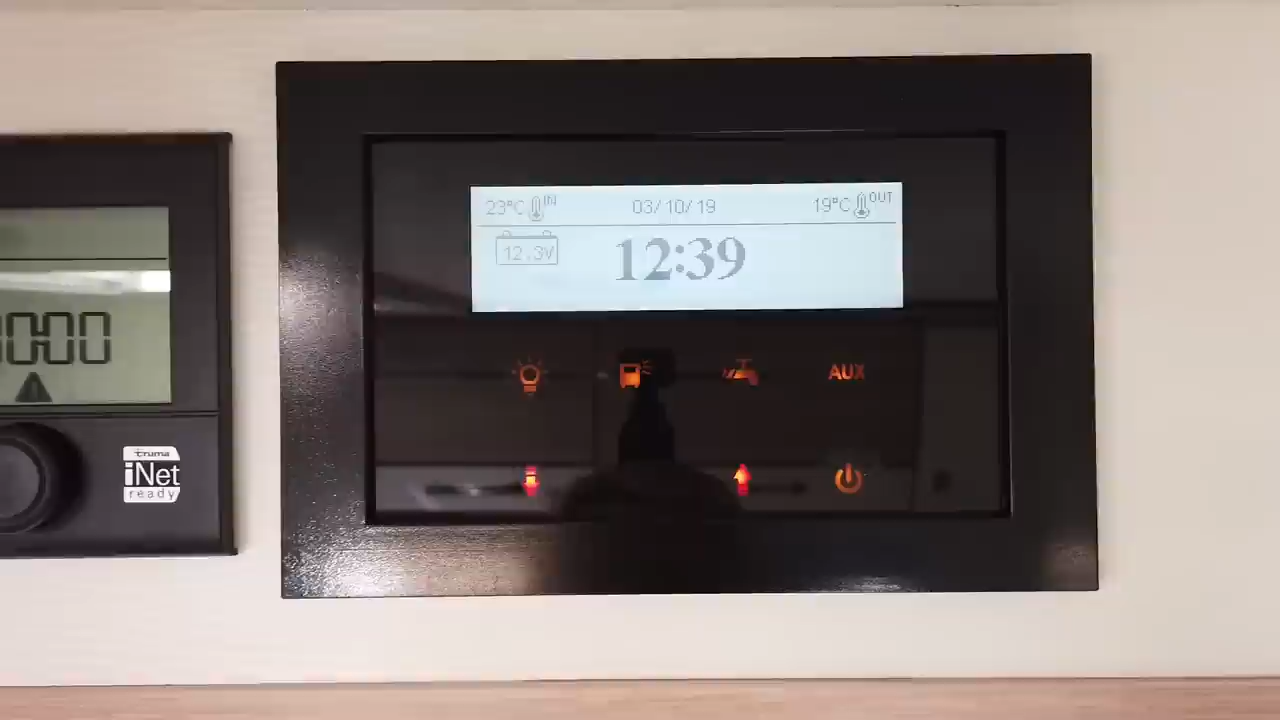 23°C IN 03/10/19 19°C OUT
12.3V 12:39
AUX
truma
iNet
ready